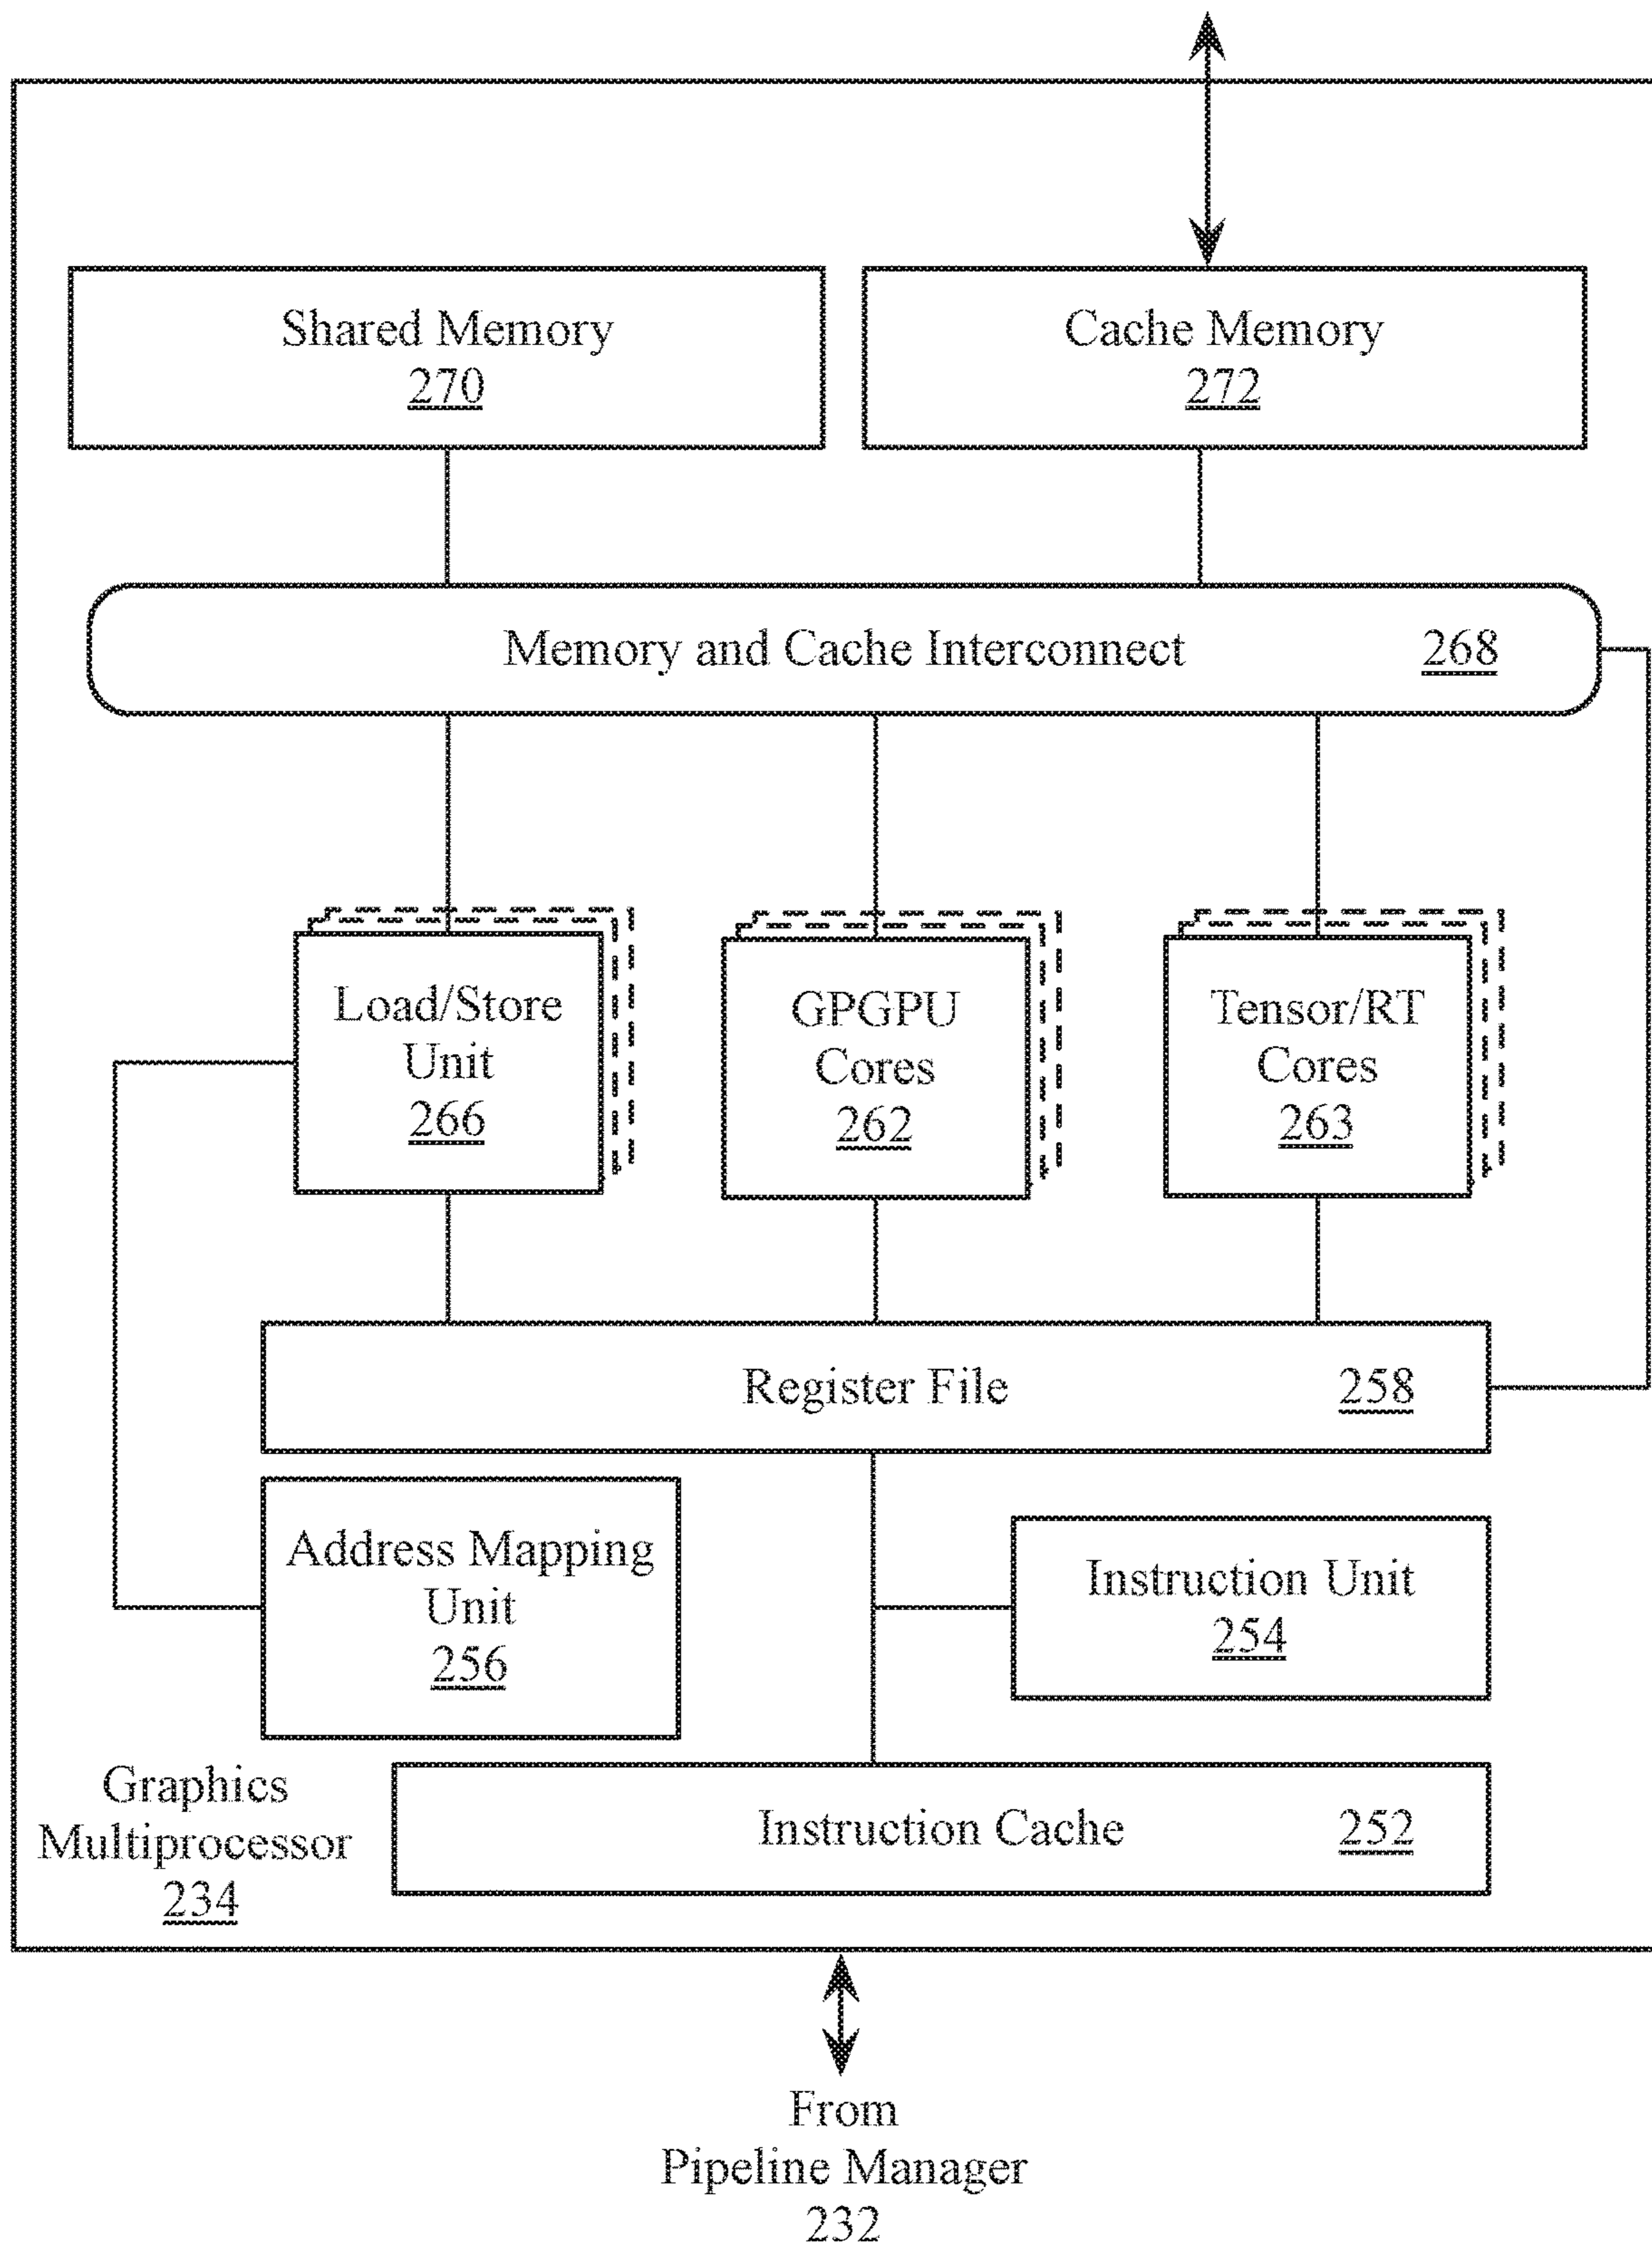 Shared Memory
270
Cache Memory
272
Memory and Cache Interconnect 268
Load/Store
Unit
266
GPGPU
Cores
262
Tensor/RT
Cores
263
Register File 258
Address Mapping
Unit
256
Instruction Unit
254
Graphics
Multiprocessor
234
Instruction Cache 252
From
Pipeline Manager
232